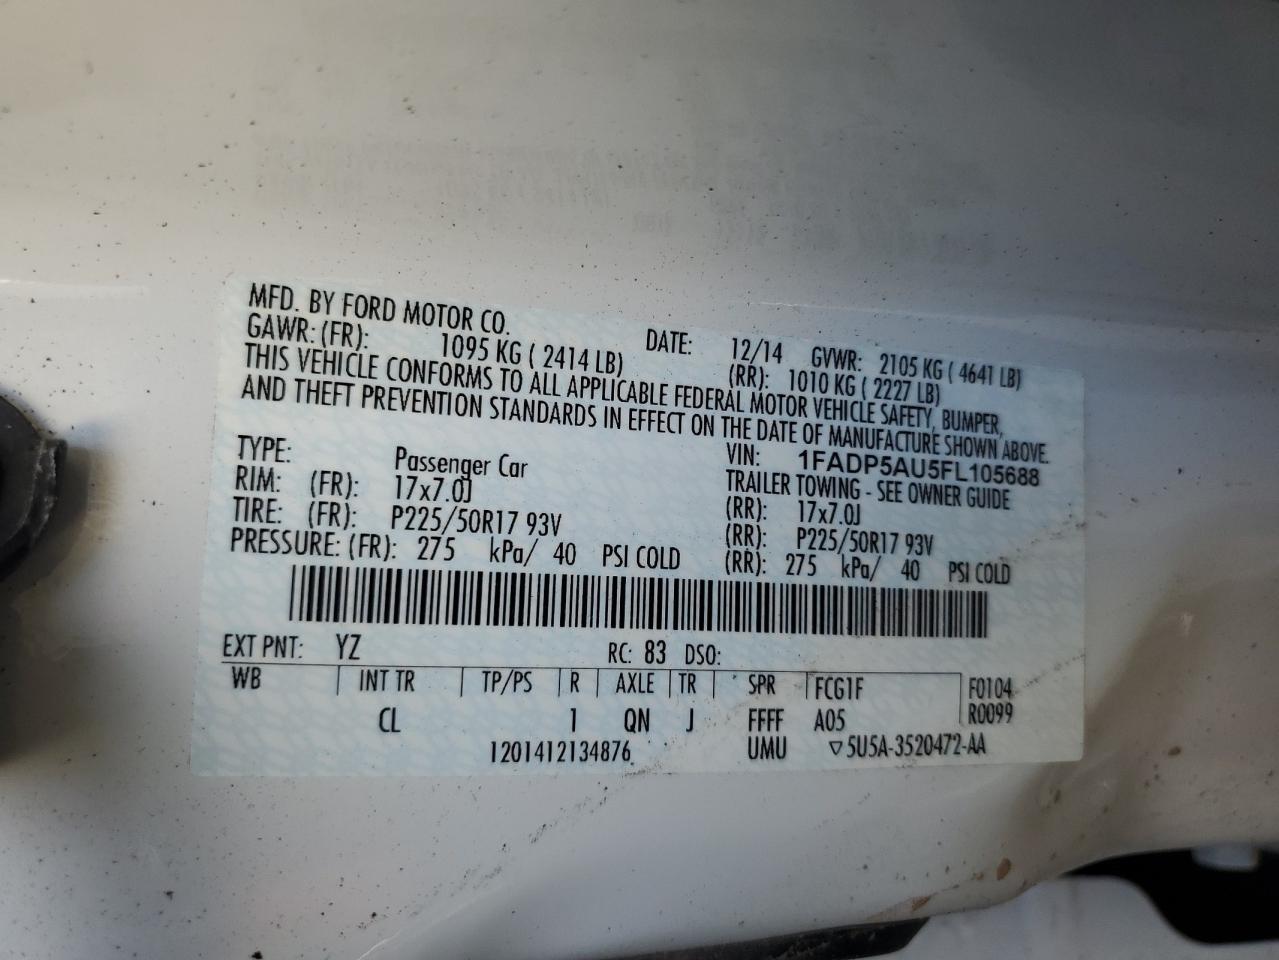 MFD. BY FORD MOTOR CO. DATE: 12/14 GVWR: 2105 KG ( 4641 LB)
GAWR: (FR): 1095 KG ( 2414 LB) (RR): 1010 KG ( 2227 LB)
THIS VEHICLE CONFORMS TO ALL APPLICABLE FEDERAL MOTOR VEHICLE SAFETY, BUMPER,
AND THEFT PREVENTION STANDARDS IN EFFECT ON THE DATE OF MANUFACTURE SHOWN ABOVE.
VIN: 1FADP5AU5FL105688
TYPE: Passenger Car TRAILER TOWING - SEE OWNER GUIDE
RIM: (FR): 17x7.0J (RR): 17x7.0J
TIRE: (FR): P225/50R17 93V (RR): P225/50R17 93V
PRESSURE: (FR): 275 kPa/ 40 PSI COLD (RR): 275 kPa/ 40 PSI COLD
EXT PNT: YZ RC: 83 DSO:
WB INT TR TP/PS R AXLE TR SPR FCG1F F0104
CL 1 QN J FFFF A05 R0099
1201412134876 UMU ▽5U5A-3520472-AA